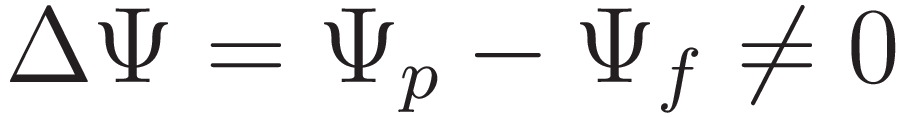 ΔΨ = Ψ_p − Ψ_f ≠ 0